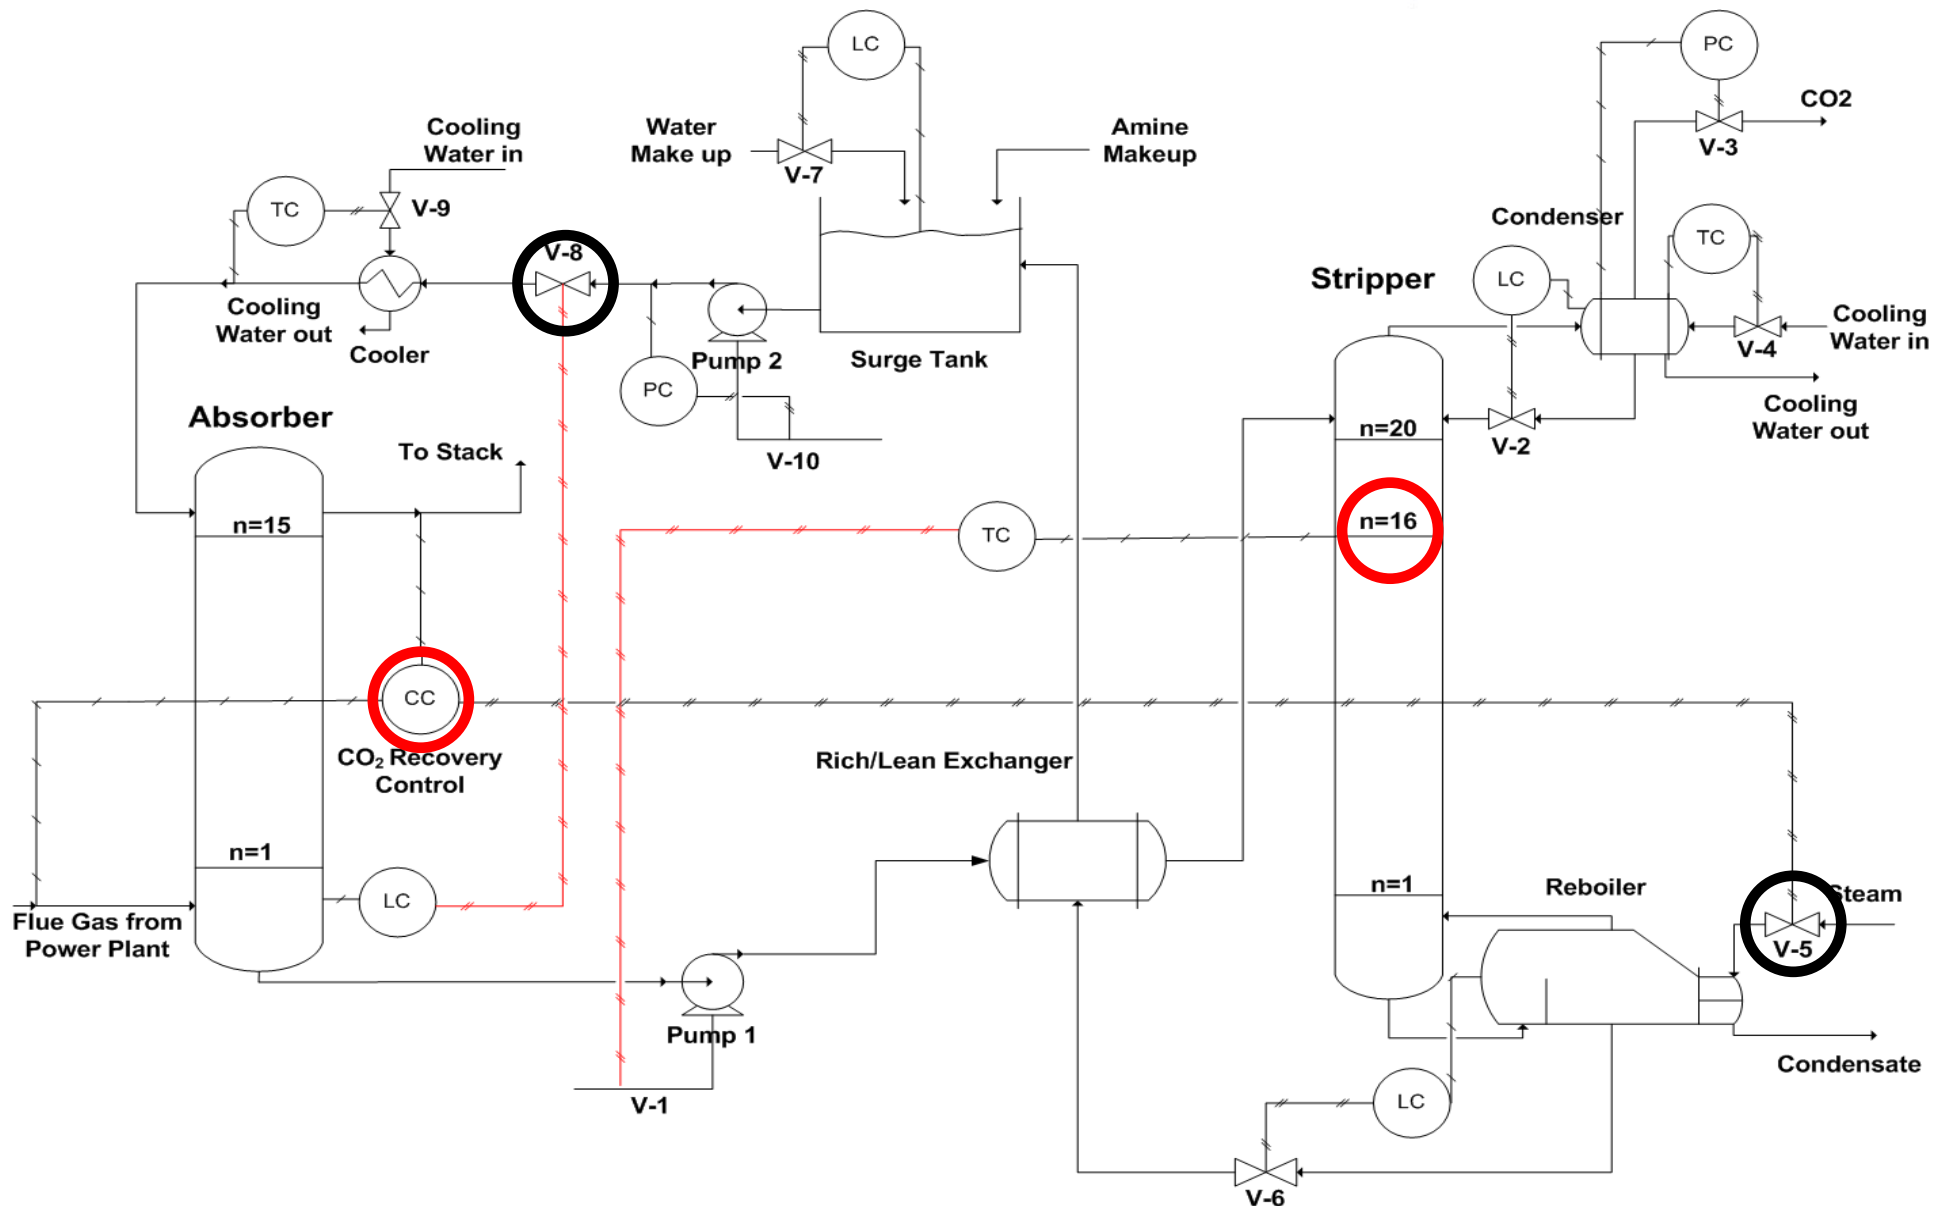 LC
PC
CO2
V-3
Cooling
Water in
Water
Make up
V-7
Amine
Makeup
TC
V-9
Condenser
TC
LC
Stripper
V-8
Cooling
Water out
Cooler
Pump 2
Surge Tank
PC
V-10
Cooling
Water in
V-4
Cooling
Water out
V-2
n=20
Absorber
To Stack
n=15
n=16
TC
CC
CO₂ Recovery
Control
Rich/Lean Exchanger
n=1
LC
Flue Gas from
Power Plant
n=1
Reboiler
Steam
V-5
Pump 1
V-1
Condensate
LC
V-6